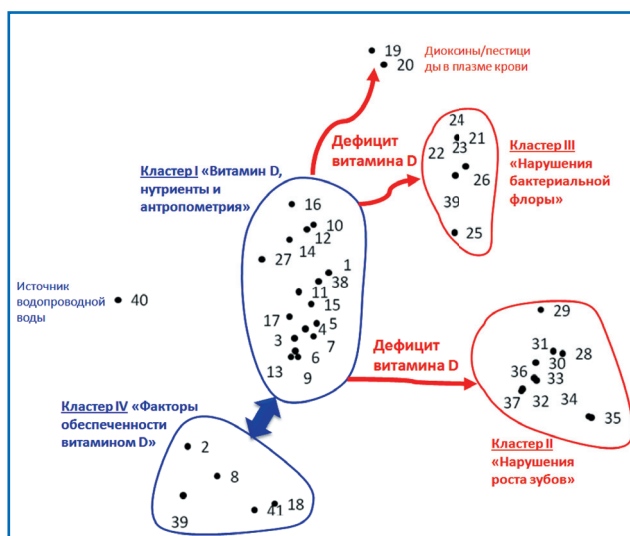 19
20
Диоксины/пестици
ды в плазме крови
24
21
22
23
26
39
25
Дефицит
витамина D
Кластер III
«Нарушения
бактериальной
флоры»
Кластер I «Витамин D,
нутриенты и
антропометрия»
16
10
12
14
27
1
38
11
15
17
5
4
3
7
6
13
9
Источник
водопроводной
воды
40
Дефицит
витамина D
29
31
28
30
36
33
37
32
34
35
Кластер II
«Нарушения
роста зубов»
Кластер IV «Факторы
обеспеченности
витамином D»
2
8
39
41
18